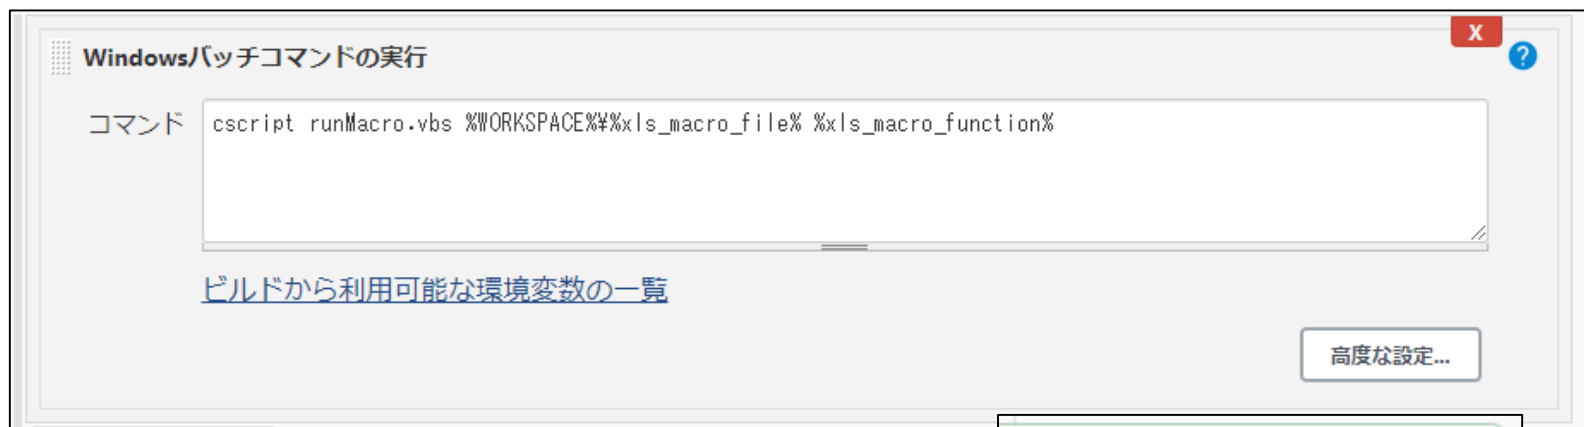 X
Windowsバッチコマンドの実行
?
コマンド
cscript runMacro.vbs %WORKSPACE%¥%xls_macro_file% %xls_macro_function%
ビルドから利用可能な環境変数の一覧
高度な設定...